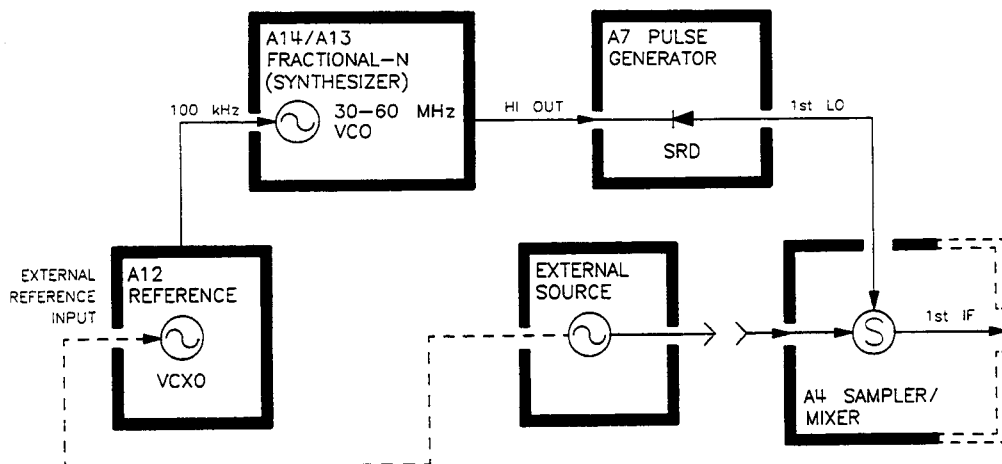 A14/A13
FRACTIONAL-N
(SYNTHESIZER)
30-60 MHz
VCO
100 kHz
HI OUT
A7 PULSE
GENERATOR
SRD
1st LO
EXTERNAL
REFERENCE
INPUT
A12
REFERENCE
VCXO
EXTERNAL
SOURCE
S
1st IF
A4 SAMPLER/
MIXER